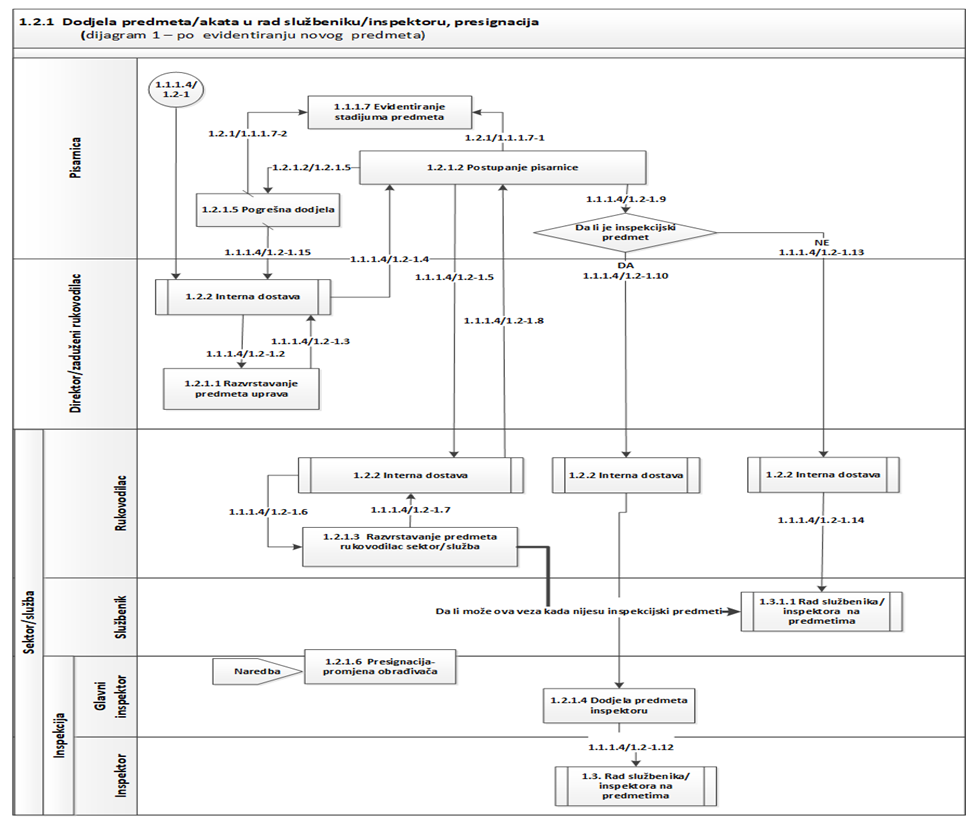 1.2.1 Dodjela predmeta/akata u rad službeniku/inspektoru, presignacija
(dijagram 1 – po evidentiranju novog predmeta)
Pisarnica
1.1.1.4/
1.2-1
1.1.1.7 Evidentiranje
stadijuma predmeta
1.2.1/1.1.1.7-2
1.2.1/1.1.1.7-1
1.2.1.2/1.2.1.5
1.2.1.2 Postupanje pisarnice
1.2.1.5 Pogrešna dodjela
1.1.1.4/1.2-1.9
Da li je inspekcijski
predmet
NE
1.1.1.4/1.2-1.13
1.1.1.4/1.2-1.15
1.1.1.4/1.2-1.4
Direktor/zaduženi rukovodilac
DA
1.1.1.4/1.2-1.10
1.1.1.4/1.2-1.5
1.2.2 Interna dostava
1.1.1.4/1.2-1.8
1.1.1.4/1.2-1.3
1.1.1.4/1.2-1.2
1.2.1.1 Razvrstavanje
predmeta uprava
Sektor/služba
Rukovodilac
1.2.2 Interna dostava
1.2.2 Interna dostava
1.2.2 Interna dostava
1.1.1.4/1.2-1.6
1.1.1.4/1.2-1.7
1.1.1.4/1.2-1.14
1.2.1.3 Razvrstavanje predmeta
rukovodilac sektor/služba
Službenik
Da li može ova veza kada nijesu inspekcijski predmeti
1.3.1.1 Rad službenika/
inspektora na
predmetima
Inspekcija
Glavni
inspektor
Naredba
1.2.1.6 Presignacija-
promjena obrađivača
1.2.1.4 Dodjela predmeta
inspektoru
Inspektor
1.1.1.4/1.2-1.12
1.3. Rad službenika/
inspektora na
predmetima